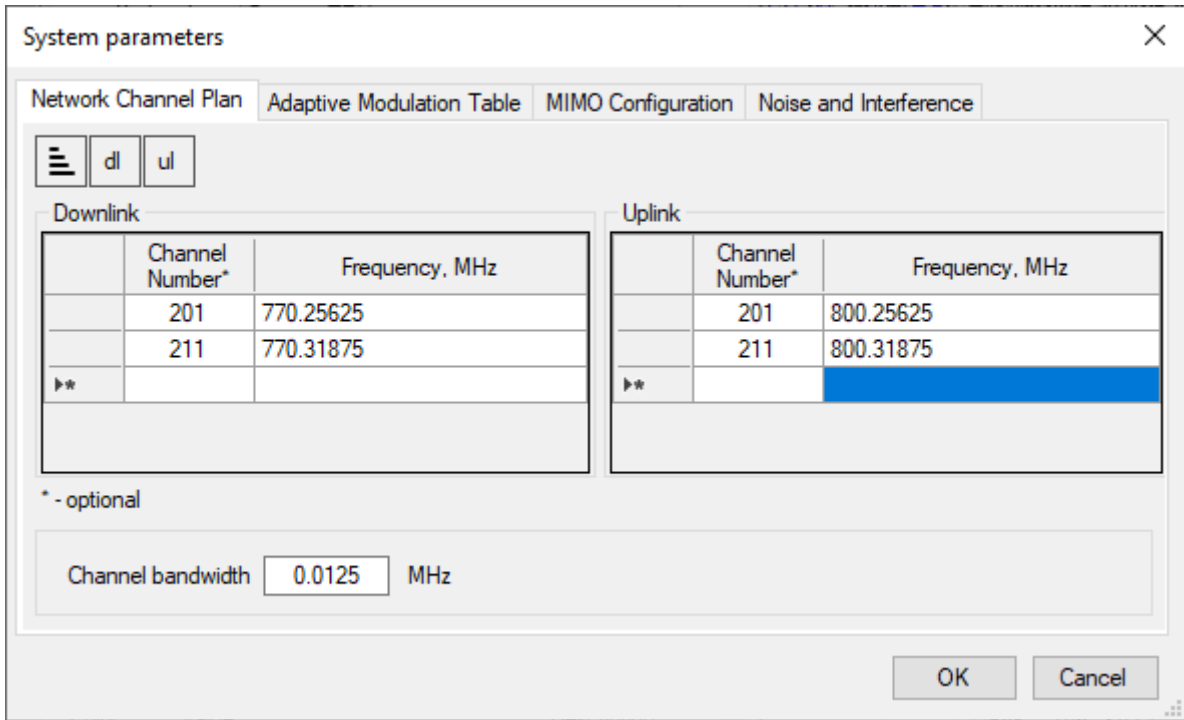 System parameters
Network Channel Plan Adaptive Modulation Table MIMO Configuration Noise and Interference
dl ul
Downlink Uplink
Channel Number* Frequency, MHz Channel Number* Frequency, MHz
201 770.25625 201 800.25625
211 770.31875 211 800.31875
* - optional
Channel bandwidth 0.0125 MHz
OK Cancel